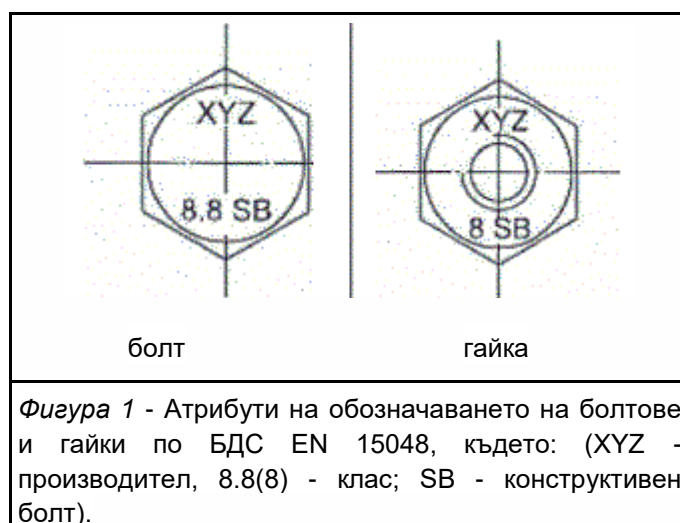 XYZ
8.8 SB
XYZ
8 SB
болт гайка
Фигура 1 - Атрибути на обозначаването на болтове
и гайки по БДС EN 15048, където: (XYZ -
производител, 8.8(8) - клас; SB - конструктивен
болт).